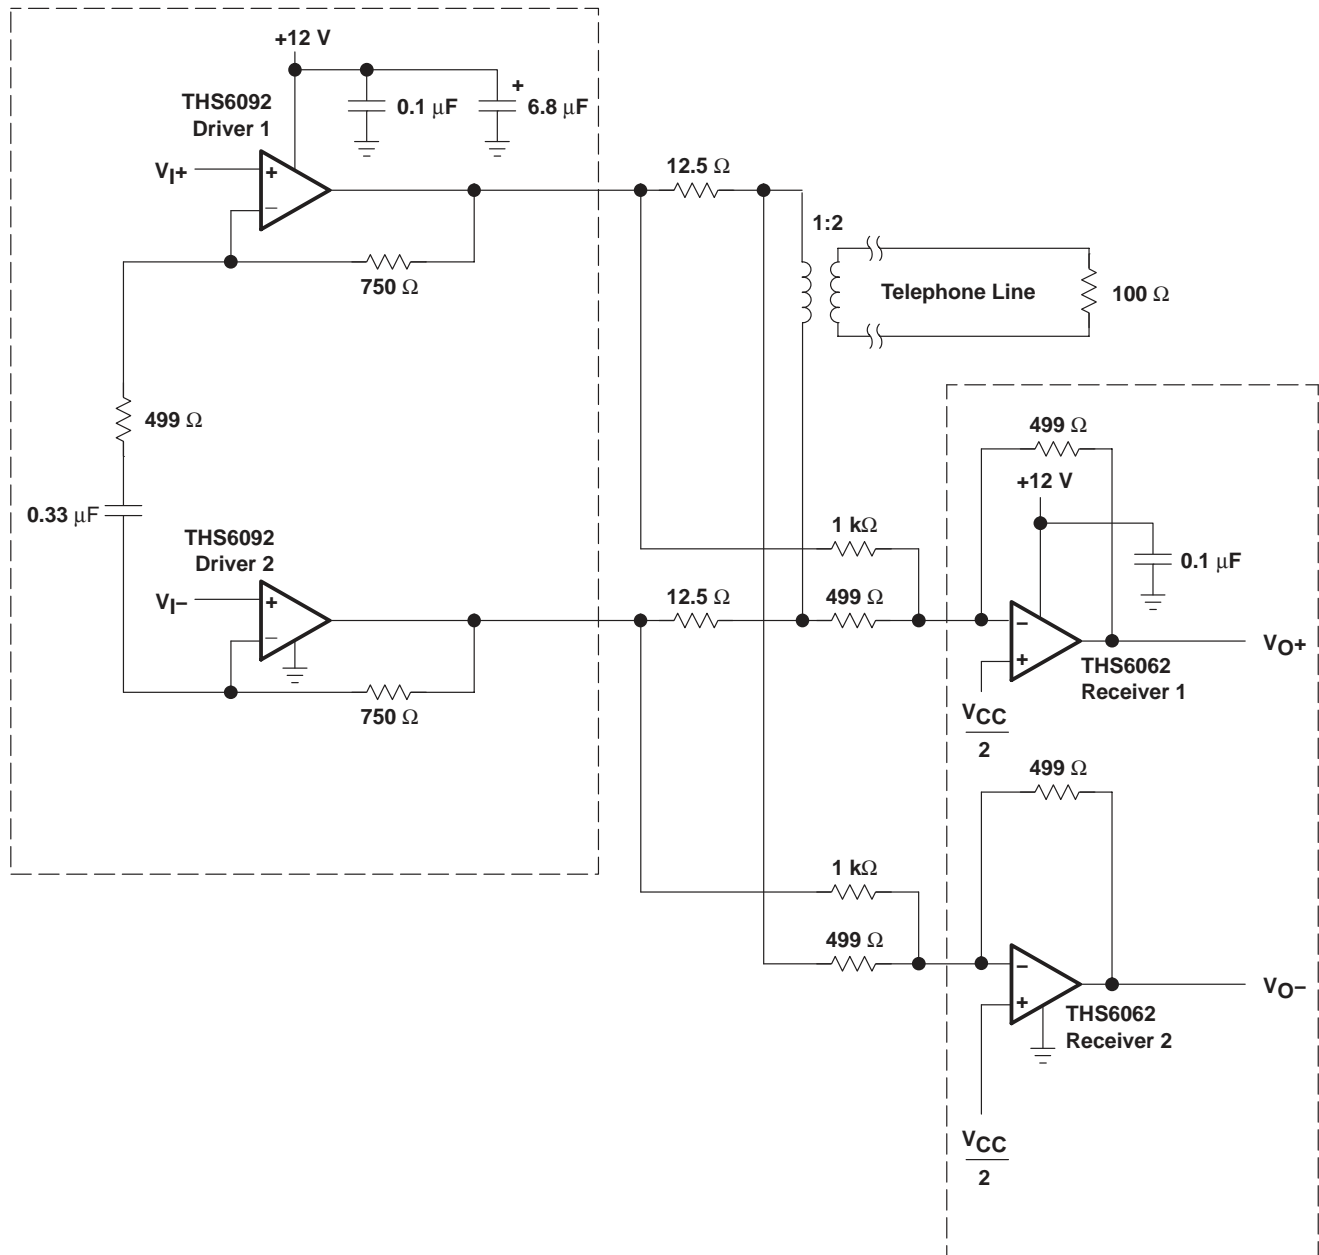 +12 V
THS6092
Driver 1
0.1 μF
+
6.8 μF
VI+
+
−
12.5 Ω
1:2
750 Ω
Telephone Line
100 Ω
499 Ω
499 Ω
+12 V
0.33 μF
THS6092
Driver 2
1 kΩ
0.1 μF
VI−
+
−
12.5 Ω
499 Ω
−
+
VO+
THS6062
Receiver 1
750 Ω
VCC
2
499 Ω
1 kΩ
499 Ω
−
+
VO−
THS6062
Receiver 2
VCC
2